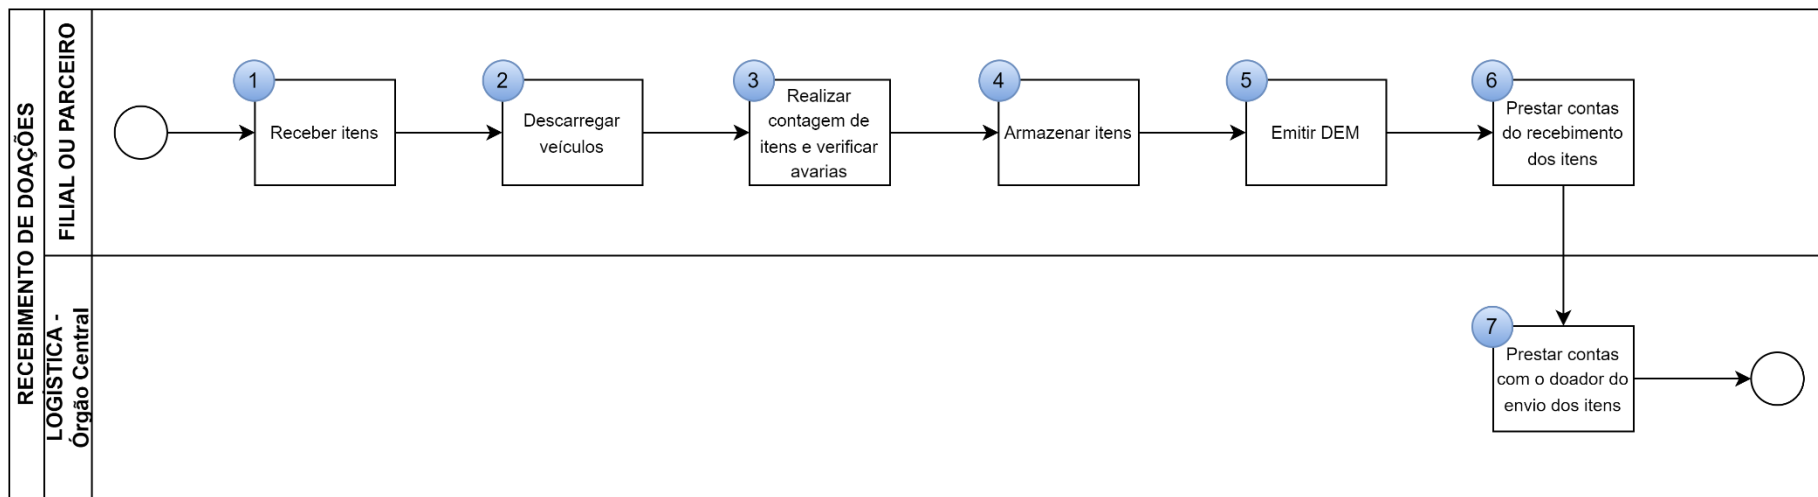 RECEBIMENTO DE DOAÇÕES
FILIAL OU PARCEIRO
1
Receber itens
2
Descarregar
veículos
3
Realizar
contagem de
itens e verificar
avarias
4
Armazenar itens
5
Emitir DEM
6
Prestar contas
do recebimento
dos itens
LOGÍSTICA -
Órgão Central
7
Prestar contas
com o doador do
envio dos itens